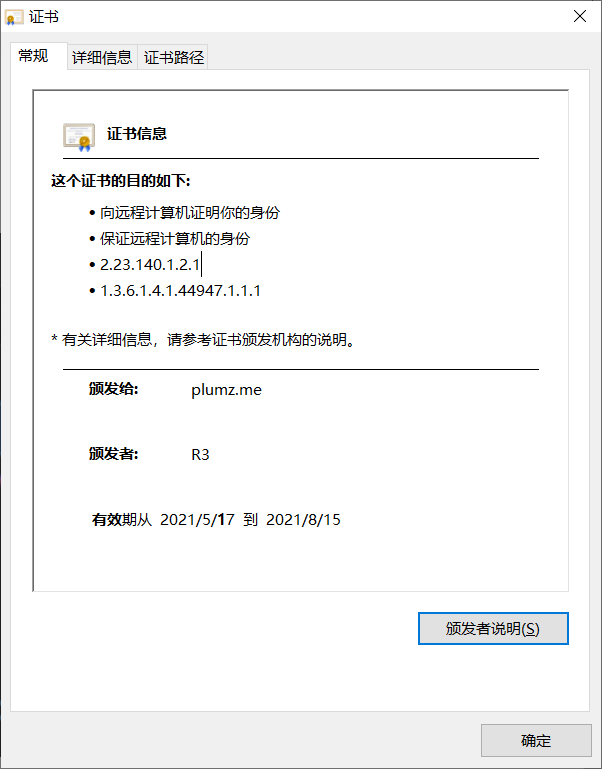 证书
常规 详细信息 证书路径
证书信息
这个证书的目的如下:
• 向远程计算机证明你的身份
• 保证远程计算机的身份
• 2.23.140.1.2.1
• 1.3.6.1.4.1.44947.1.1.1
* 有关详细信息，请参考证书颁发机构的说明。
颁发给: plumz.me
颁发者: R3
有效期从 2021/5/17 到 2021/8/15
颁发者说明(S)
确定